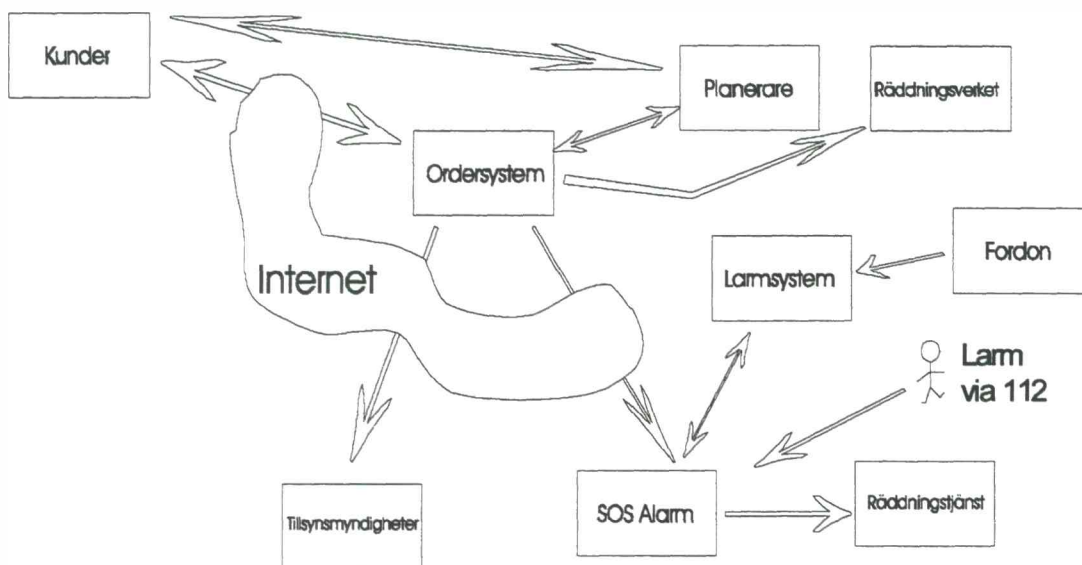 Kunder
Planerare
Räddningsverket
Ordersystem
Fordon
Internet
Larmsystem
Larm
via 112
Räddningstjänst
SOS Alarm
Tillsynsmyndigheter